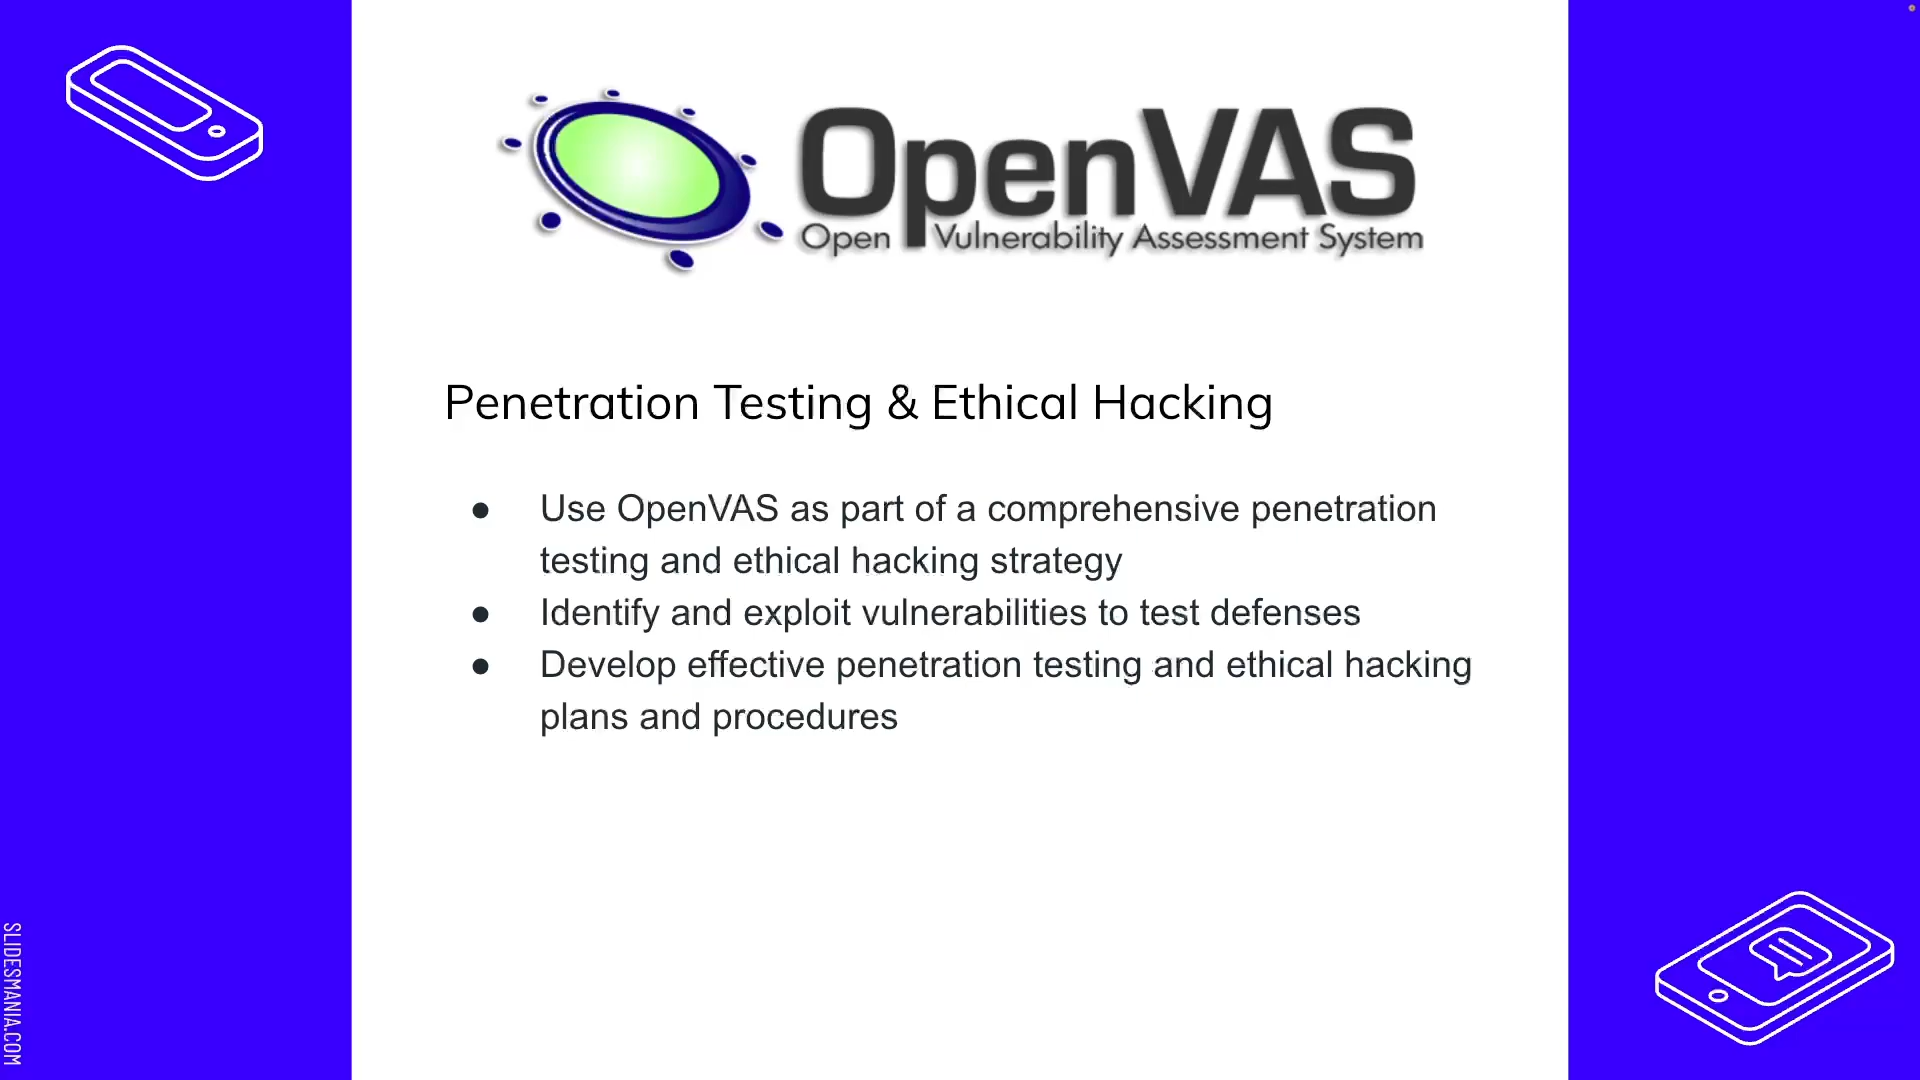 OpenVAS
Open Vulnerability Assessment System
Penetration Testing & Ethical Hacking
● Use OpenVAS as part of a comprehensive penetration
testing and ethical hacking strategy
● Identify and exploit vulnerabilities to test defenses
● Develop effective penetration testing and ethical hacking
plans and procedures
SLIDESMANIA.COM